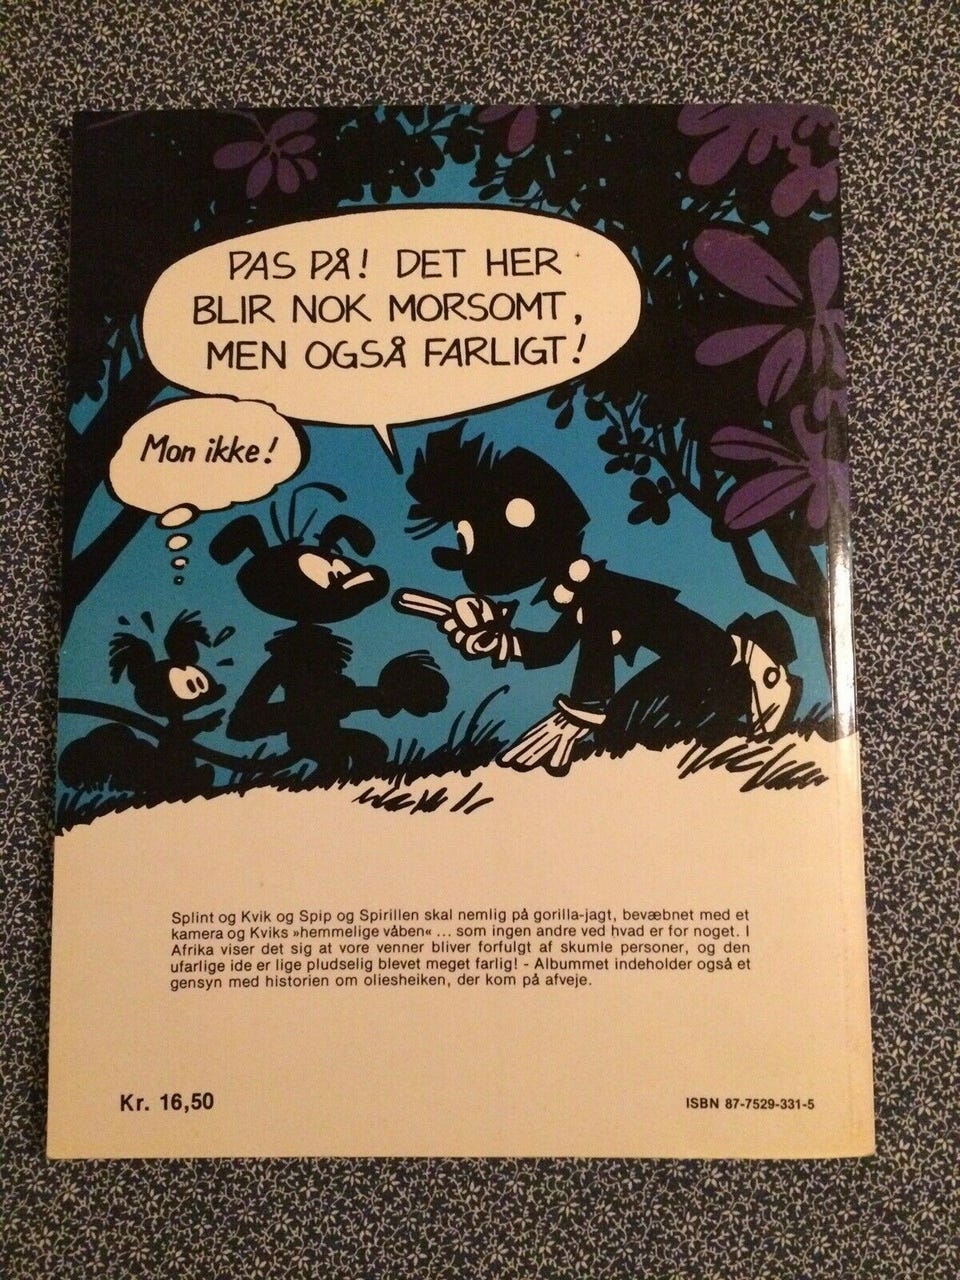 PAS PÅ! DET HER
BLIR NOK MORSOMT,
MEN OGSÅ FARLIGT!
Mon ikke!
Splint og Kvik og Spip og Spirillen skal nemlig på gorilla-jagt, bevæbnet med et
kamera og Kviks »hemmelige våben« ... som ingen andre ved hvad er for noget. I
Afrika viser det sig at vore venner bliver forfulgt af skumle personer, og den
ufarlige ide er lige pludselig blevet meget farlig! - Albummet indeholder også et
gensyn med historien om oliesheiken, der kom på afveje.
Kr. 16,50
ISBN 87-7529-331-5